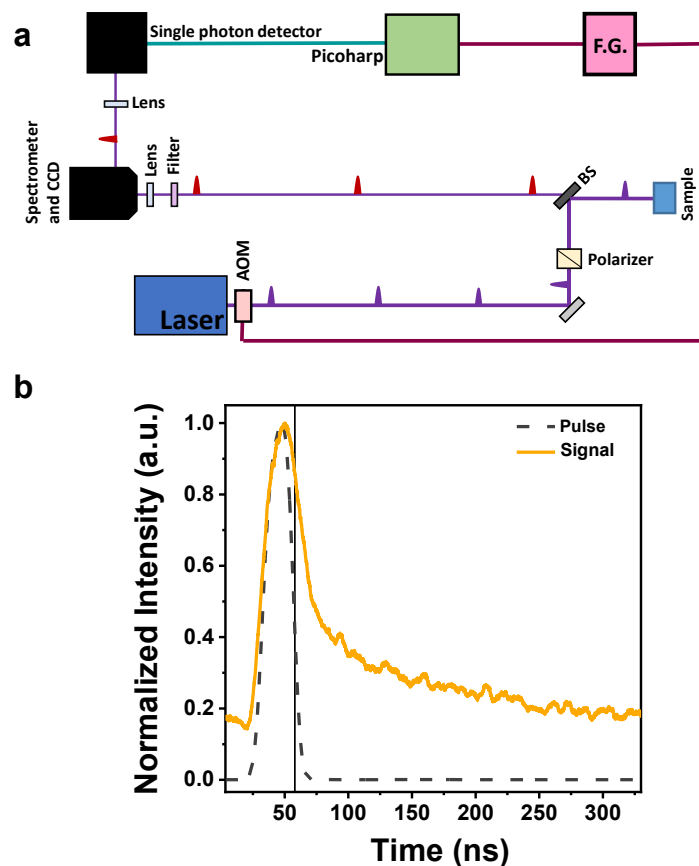 a
Single photon detector
Picoharp
F.G.
Lens
Spectrometer
and CCD
Lens
Filter
BS
Sample
Polarizer
AOM
Laser
b
Normalized Intensity (a.u.)
1.0
0.8
0.6
0.4
0.2
0.0
Pulse
Signal
50
100
150
200
250
300
Time (ns)